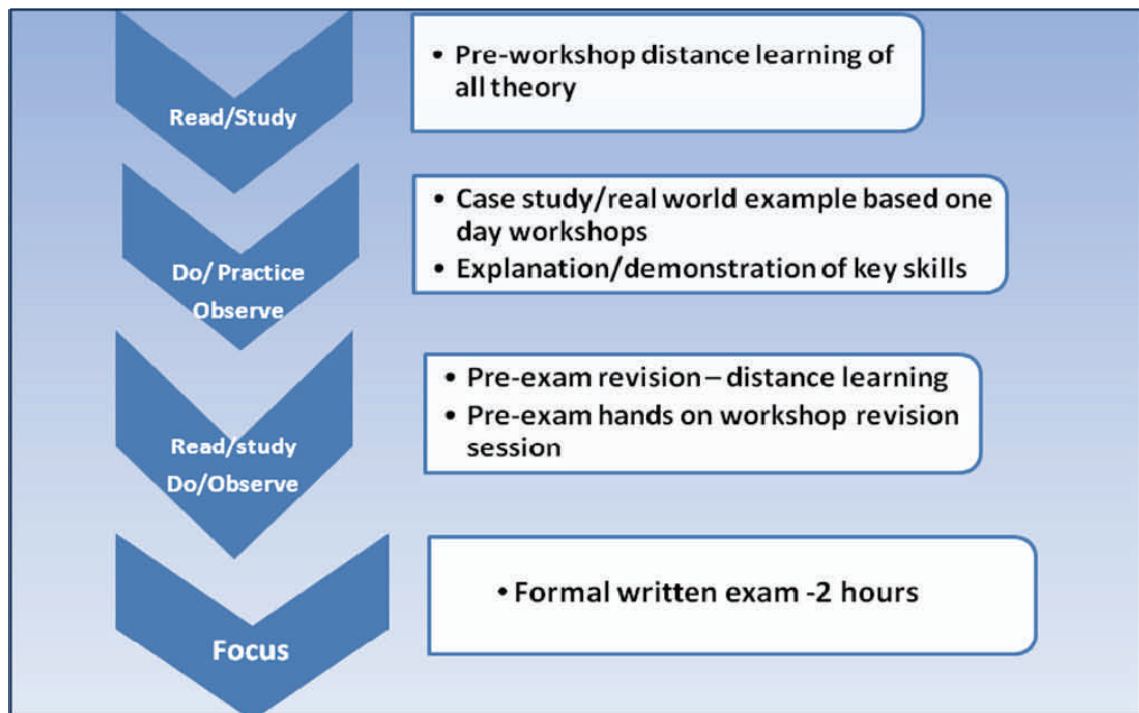 Read/Study
• Pre-workshop distance learning of
all theory
Do/ Practice
Observe
• Case study/real world example based one
day workshops
• Explanation/demonstration of key skills
Read/study
Do/Observe
• Pre-exam revision – distance learning
• Pre-exam hands on workshop revision
session
Focus
• Formal written exam -2 hours